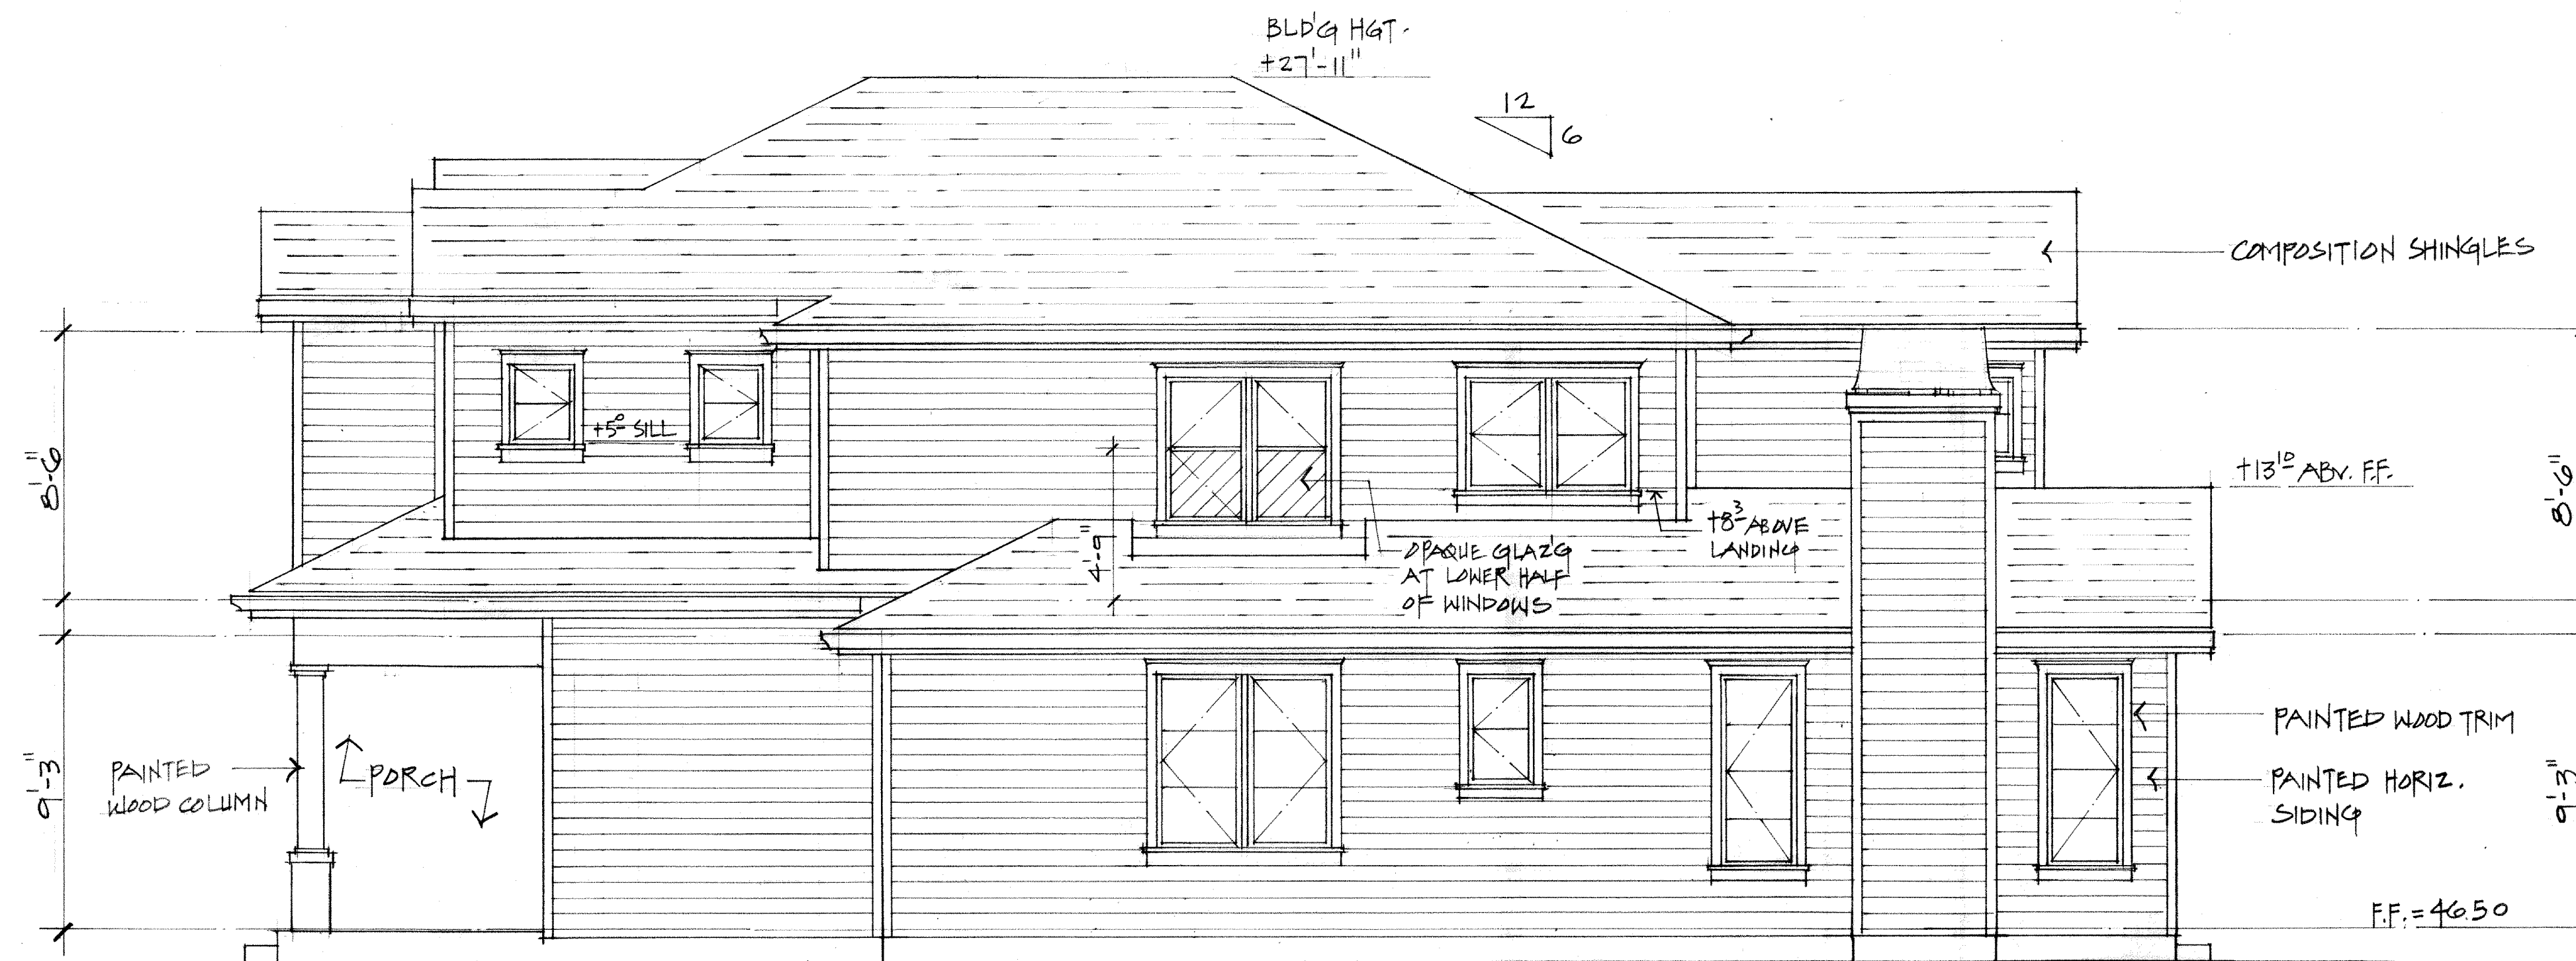 BLD'G HGT.
+27'-11"
12
6
COMPOSITION SHINGLES
+5⁰ SILL
8'-6"
+13¹⁰ ABV. F.F.
8'-6"
+8³ ABOVE
LANDING
4'-9"
OPAQUE GLAZ'G
AT LOWER HALF
OF WINDOWS
PAINTED WOOD TRIM
9'-3"
PAINTED
WOOD COLUMN
PORCH
PAINTED HORIZ.
SIDING
9'-3"
F.F. = 46.50